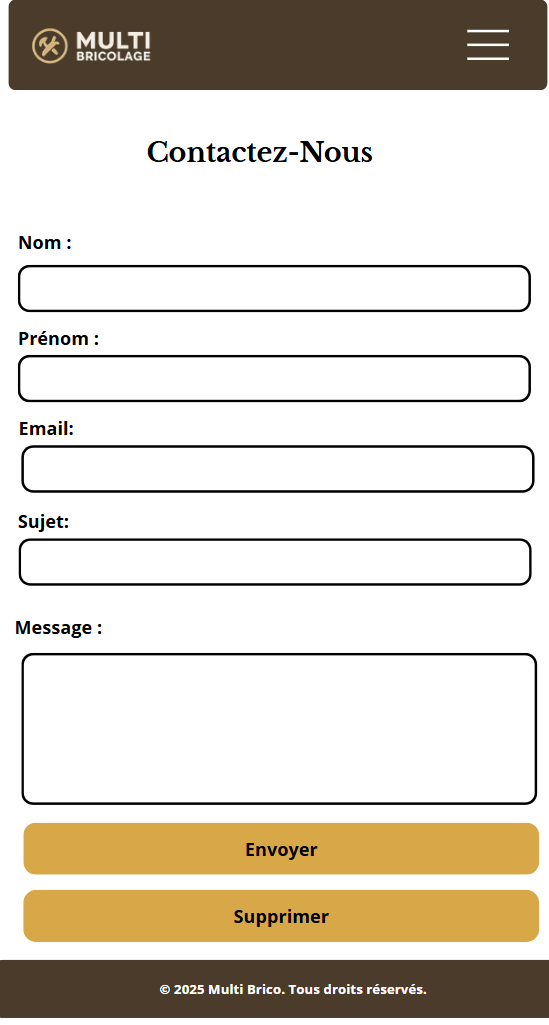 MULTI
BRICOLAGE
Contactez-Nous
Nom :
Prénom :
Email:
Sujet:
Message :
Envoyer
Supprimer
© 2025 Multi Brico. Tous droits réservés.